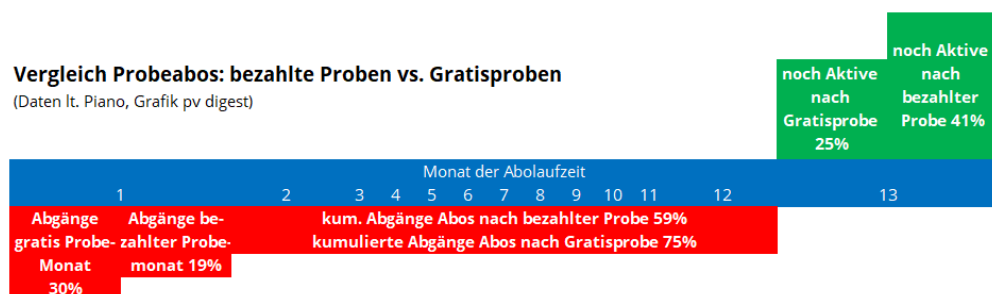 Vergleich Probeabos: bezahlte Proben vs. Gratisproben
(Daten lt. Piano, Grafik pv digest)
noch Aktive
nach
Gratisprobe
25%
noch Aktive
nach
bezahlter
Probe 41%
Monat der Abolaufzeit
1 2 3 4 5 6 7 8 9 10 11 12 13
Abgänge
gratis Probe-
Monat
30%
Abgänge be-
zahlter Probe-
monat 19%
kum. Abgänge Abos nach bezahlter Probe 59%
kumulierte Abgänge Abos nach Gratisprobe 75%